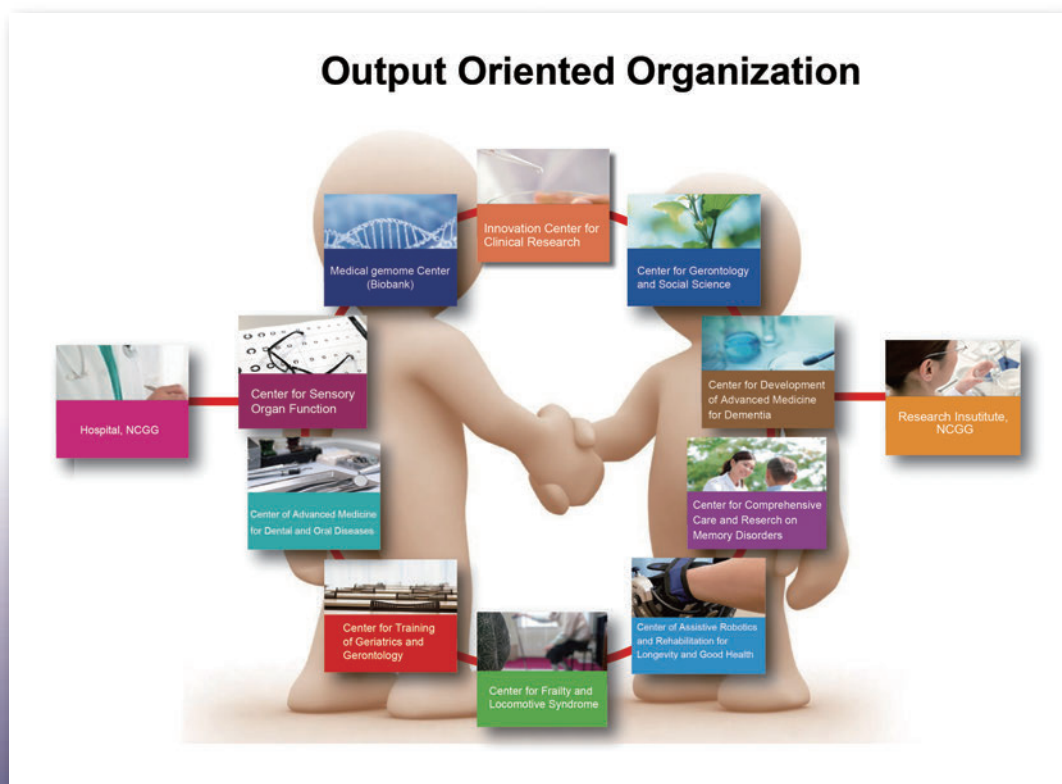 Output Oriented Organization
Innovation Center for
Clinical Research
Medical gemome Center
(Biobank)
Center for Gerontology
and Social Science
Center for Sensory
Organ Function
Center for Development
of Advanced Medicine
for Dementia
Hospital, NCGG
Research Insutitute,
NCGG
Center of Advanced Medicine
for Dental and Oral Diseases
Center for Comprehensive
Care and Reserch on
Memory Disorders
Center for Training
of Geriatrics and
Gerontology
Center of Assistive Robotics
and Rehabilitation for
Longevity and Good Health
Center for Frailty and
Locomotive Syndrome